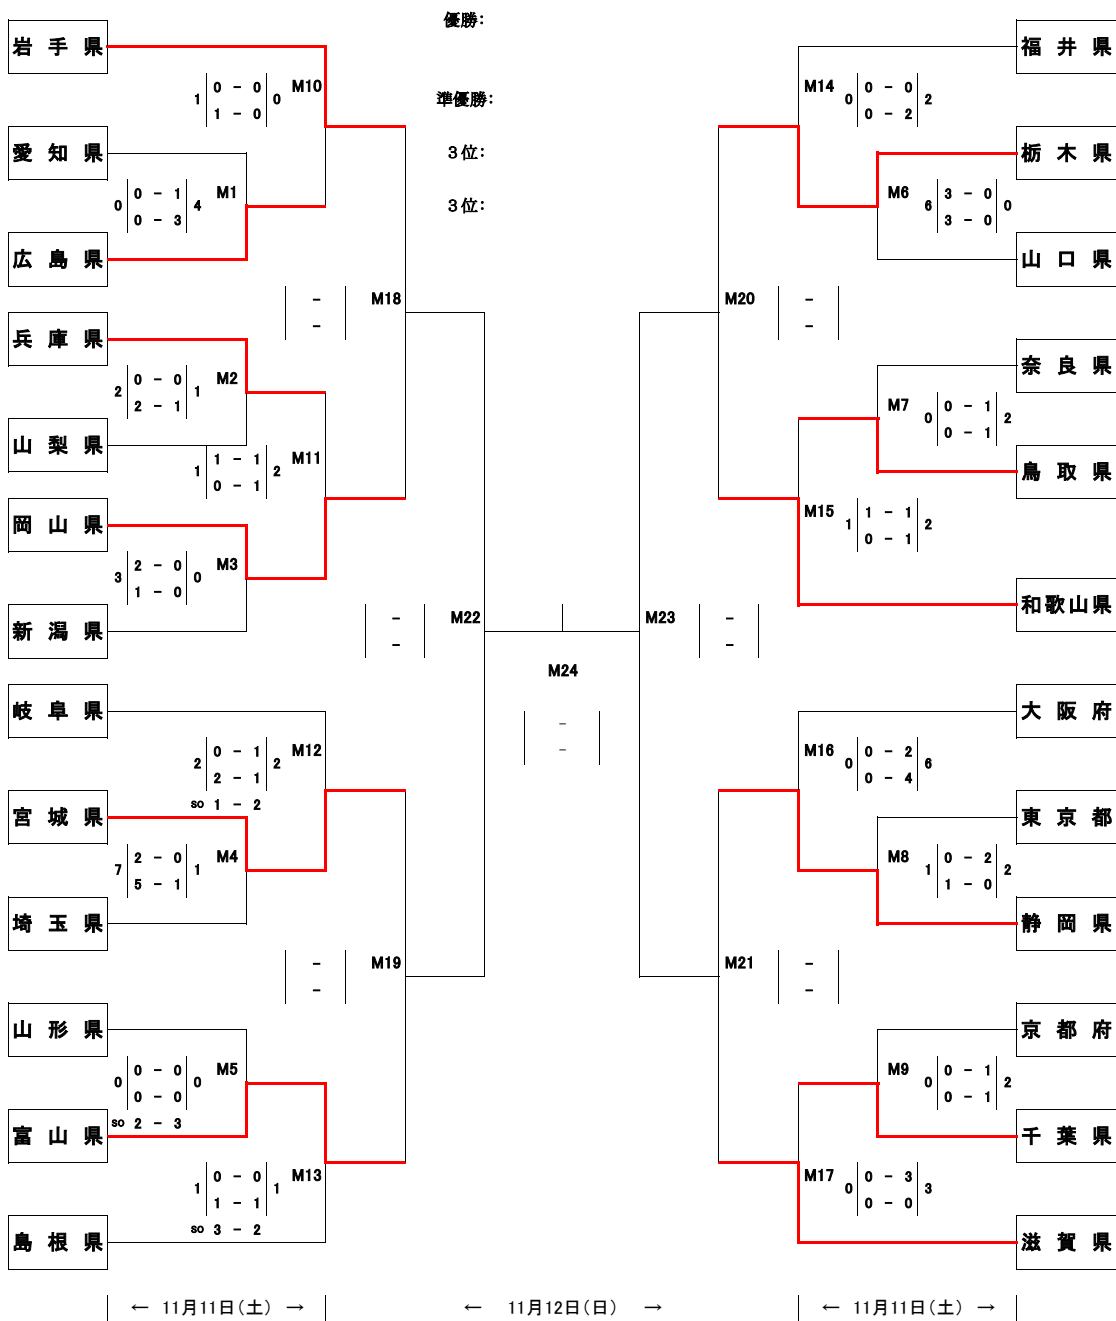 優勝：
準優勝：
３位：
３位：
岩手県
1 0 - 0 0 M10
1 - 0
愛知県
0 0 - 1 4 M1
0 - 3
広島県
- M18
-
兵庫県
2 0 - 0 1 M2
2 - 1
山梨県
1 1 - 1 2 M11
0 - 1
岡山県
3 2 - 0 0 M3
1 - 0
新潟県
- M22
-
岐阜県
2 0 - 1 2 M12
2 - 1
so 1 - 2
宮城県
7 2 - 0 1 M4
5 - 1
埼玉県
- M19
-
山形県
0 0 - 0 0 M5
0 - 0
so 2 - 3
富山県
1 0 - 0 1 M13
1 - 1
so 3 - 2
島根県
M24
-
-
福井県
M14 0 0 - 0 2
0 - 2
栃木県
M6 6 3 - 0 0
3 - 0
山口県
M20 -
-
奈良県
M7 0 0 - 1 2
0 - 1
鳥取県
M15 1 1 - 1 2
0 - 1
和歌山県
M23 -
-
大阪府
M16 0 0 - 2 6
0 - 4
東京都
M8 1 0 - 2 2
1 - 0
静岡県
M21 -
-
京都府
M9 0 0 - 1 2
0 - 1
千葉県
M17 0 0 - 3 3
0 - 0
滋賀県
← 11月11日（土） →
← 11月12日（日） →
← 11月11日（土） →